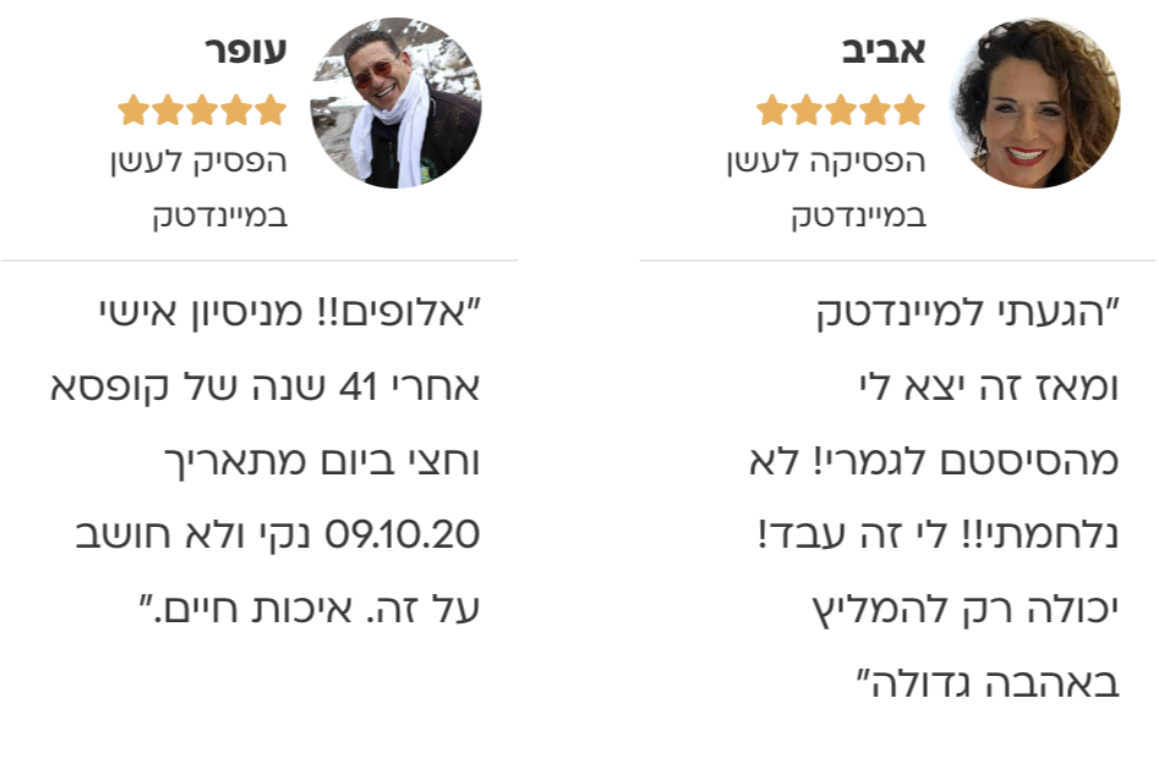 אביב
הפסיקה לעשן
במיינדטק
"הגעתי למיינדטק
ומאז זה יצא לי
מהסיסטם לגמרי! לא
נלחמתי!! לי זה עבד!
יכולה רק להמליץ
באהבה גדולה"
עופר
הפסיק לעשן
במיינדטק
"אלופים!! מניסיון אישי
אחרי 41 שנה של קופסא
וחצי ביום מתאריך
09.10.20 נקי ולא חושב
על זה. איכות חיים."